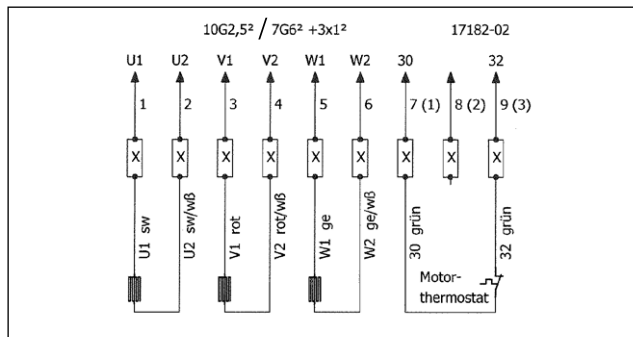 10G2,5² / 7G6² +3x1² 17182-02
U1 U2 V1 V2 W1 W2 30 32
1 2 3 4 5 6 7 (1) 8 (2) 9 (3)
X X X X X X X X X
U1 sw
U2 sw/wß
V1 rot
V2 rot/wß
W1 ge
W2 ge/wß
30 grün
32 grün
Motor-
thermostat